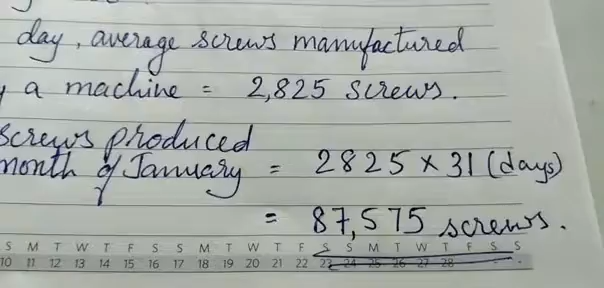 day, average screws manufactured
a machine = 2,825 screws.
screws produced
month of January = 2825 × 31 (days)
= 87,575 screws.
S M T W T F S S M T W T F S S M T W T F S S
10 11 12 13 14 15 16 17 18 19 20 21 22 23 24 25 26 27 28